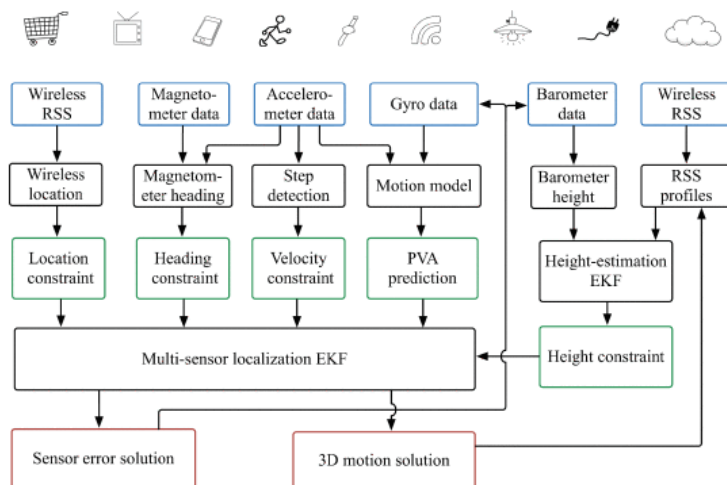 Wireless
RSS
Magneto-
meter data
Accelero-
meter data
Gyro data
Barometer
data
Wireless
RSS
Wireless
location
Magnetom-
eter heading
Step
detection
Motion model
Barometer
height
RSS
profiles
Location
constraint
Heading
constraint
Velocity
constraint
PVA
prediction
Height-estimation
EKF
Multi-sensor localization EKF
Height constraint
Sensor error solution
3D motion solution